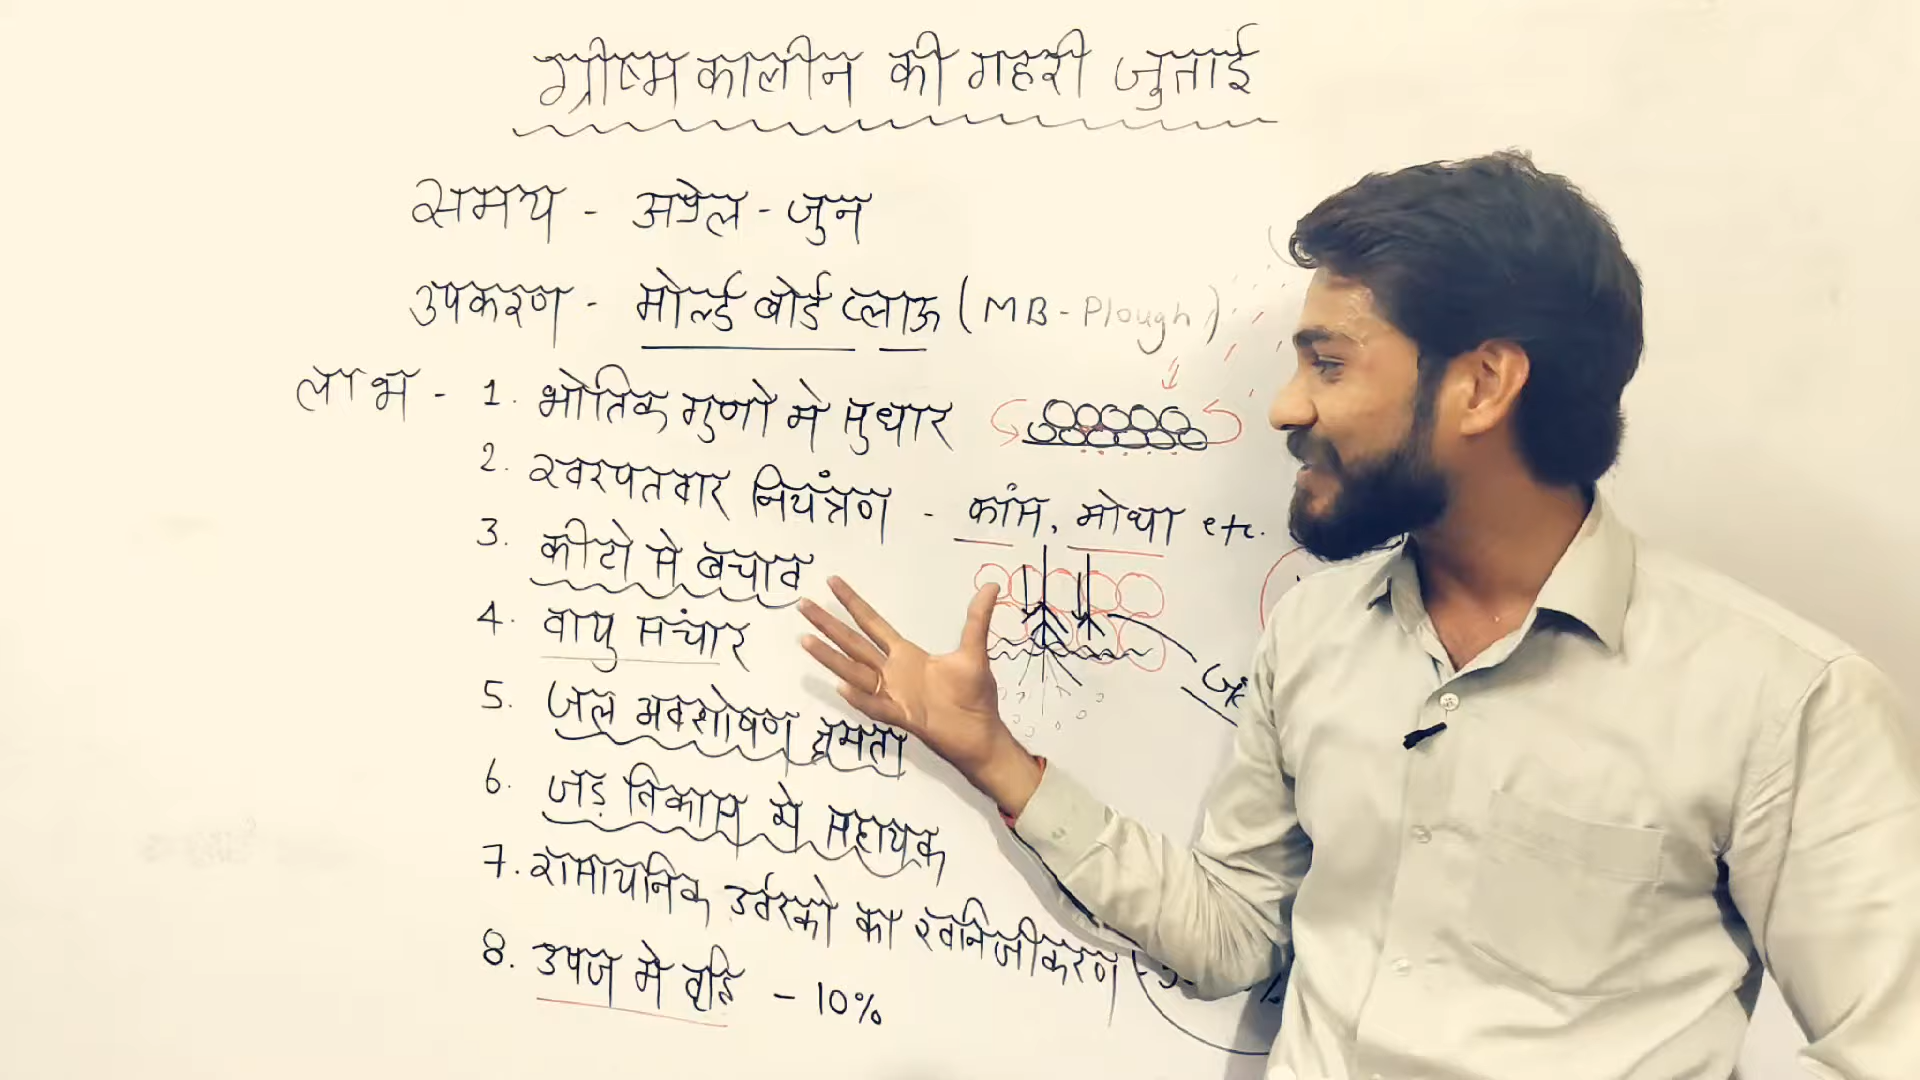 ग्रीष्मकालीन की गहरी जुताई
समय - अप्रेल - जुन
उपकरण - मोर्ल्ड बोर्ड प्लाऊ (MB - Plough)
लाभ - 1. भोतिक गुणो मे सुधार
2. खरपतवार नियंत्रण - कांस, मोथा etc.
3. कीटो से बचाव
4. वायु संचार
5. जल अवशोषण क्षमता
6. जड़ विकास मे सहायक
7. रासायनिक उर्वरको का खनिजीकरण
8. उपज मे वृद्धि - 10%